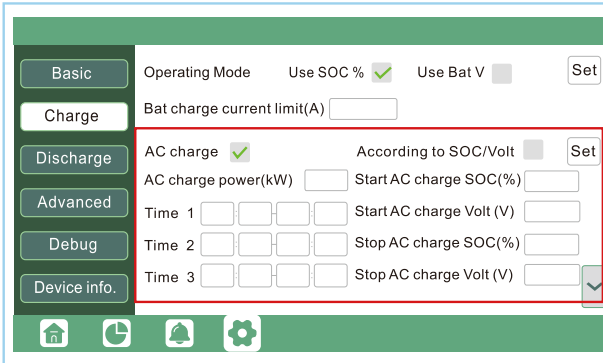 Basic
Charge
Discharge
Advanced
Debug
Device info.
Operating Mode Use SOC % Use Bat V Set
Bat charge current limit(A)
AC charge According to SOC/Volt Set
AC charge power(kW) Start AC charge SOC(%)
Time 1 Start AC charge Volt (V)
Time 2 Stop AC charge SOC(%)
Time 3 Stop AC charge Volt (V)